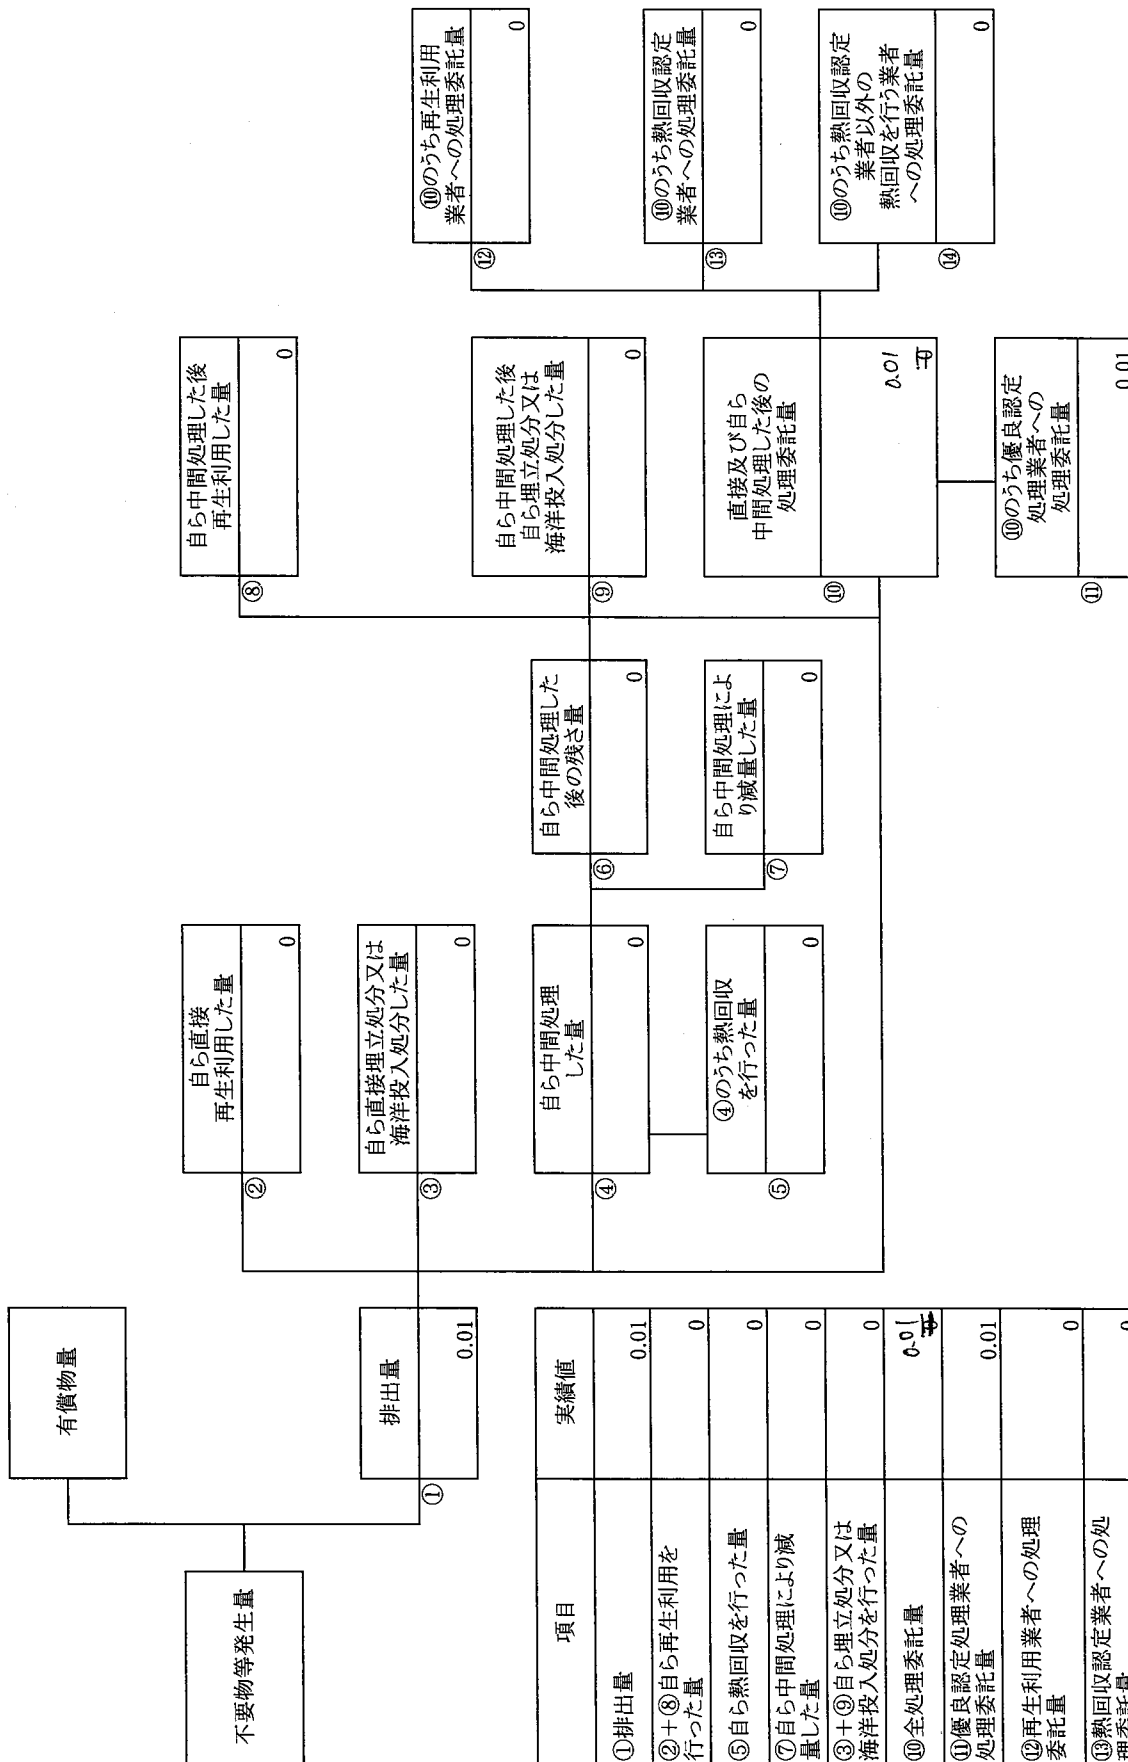 有償物量
不要物等発生量
排出量
①
0.01
自ら直接
再生利用した量
②
0
自ら直接埋立処分又は
海洋投入処分した量
③
0
自ら中間処理
した量
④
0
④のうち熱回収
を行った量
⑤
0
自ら中間処理した
後の残さ量
⑥
0
自ら中間処理によ
り減量した量
⑦
0
自ら中間処理した後
再生利用した量
⑧
0
自ら中間処理した後
自ら埋立処分又は
海洋投入処分した量
⑨
0
直接及び自ら
中間処理した後の
処理委託量
⑩
0.01
0
⑩のうち優良認定
処理業者への
処理委託量
⑪
0.01
⑩のうち再生利用
業者への処理委託量
⑫
0
⑩のうち熱回収認定
業者への処理委託量
⑬
0
⑩のうち熱回収認定
業者以外の
熱回収を行う業者
への処理委託量
⑭
0
項目 実績値
①排出量 0.01
②+⑧自ら再生利用を
行った量 0
⑤自ら熱回収を行った量 0
⑦自ら中間処理により減
量した量 0
③+⑨自ら埋立処分又は
海洋投入処分を行った量 0
⑩全処理委託量 0.01 0
⑪優良認定処理業者への
処理委託量 0.01
⑫再生利用業者への処理
委託量 0
⑬熱回収認定業者への処
理委託量 0